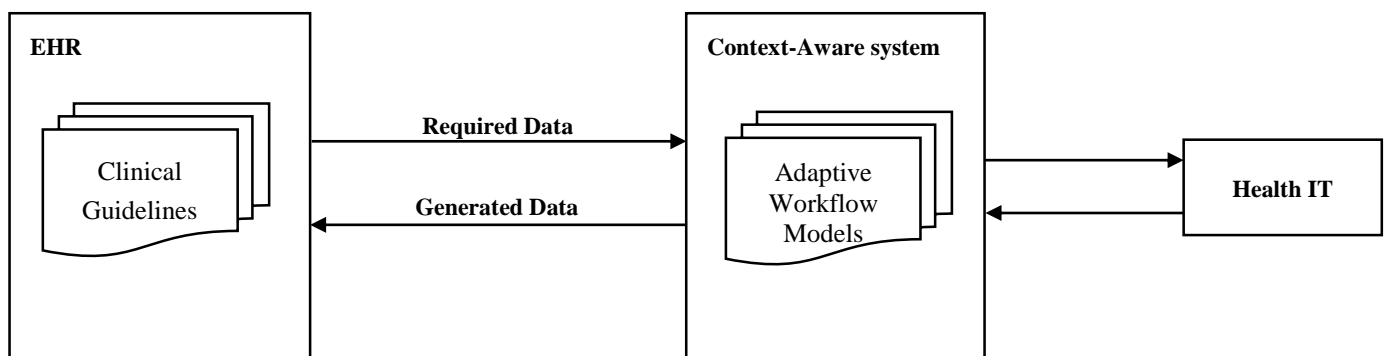 EHR
Clinical
Guidelines
Required Data
Generated Data
Context-Aware system
Adaptive
Workflow
Models
Health IT